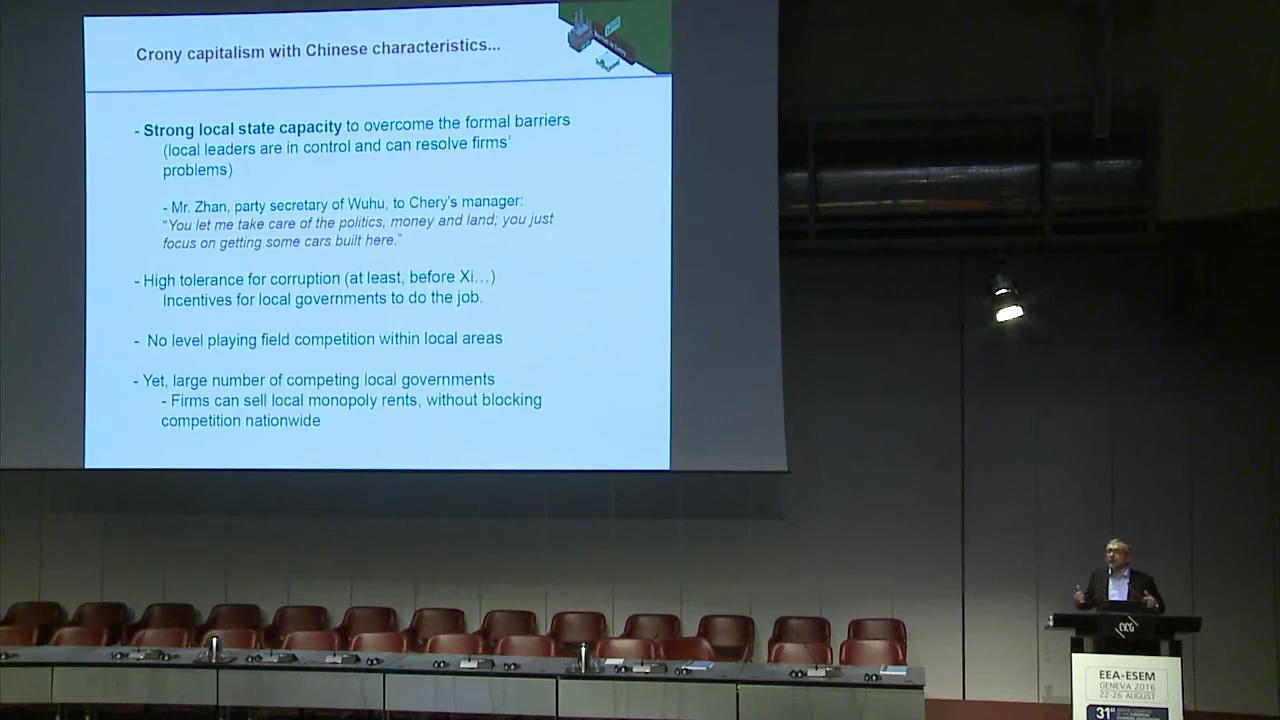 Crony capitalism with Chinese characteristics...
- Strong local state capacity to overcome the formal barriers
(local leaders are in control and can resolve firms'
problems)
- Mr. Zhan, party secretary of Wuhu, to Chery's manager:
"You let me take care of the politics, money and land; you just
focus on getting some cars built here."
- High tolerance for corruption (at least, before Xi...)
Incentives for local governments to do the job.
- No level playing field competition within local areas
- Yet, large number of competing local governments
- Firms can sell local monopoly rents, without blocking
competition nationwide
CICG
EEA-ESEM
GENEVA 2016
22-26 AUGUST
31st